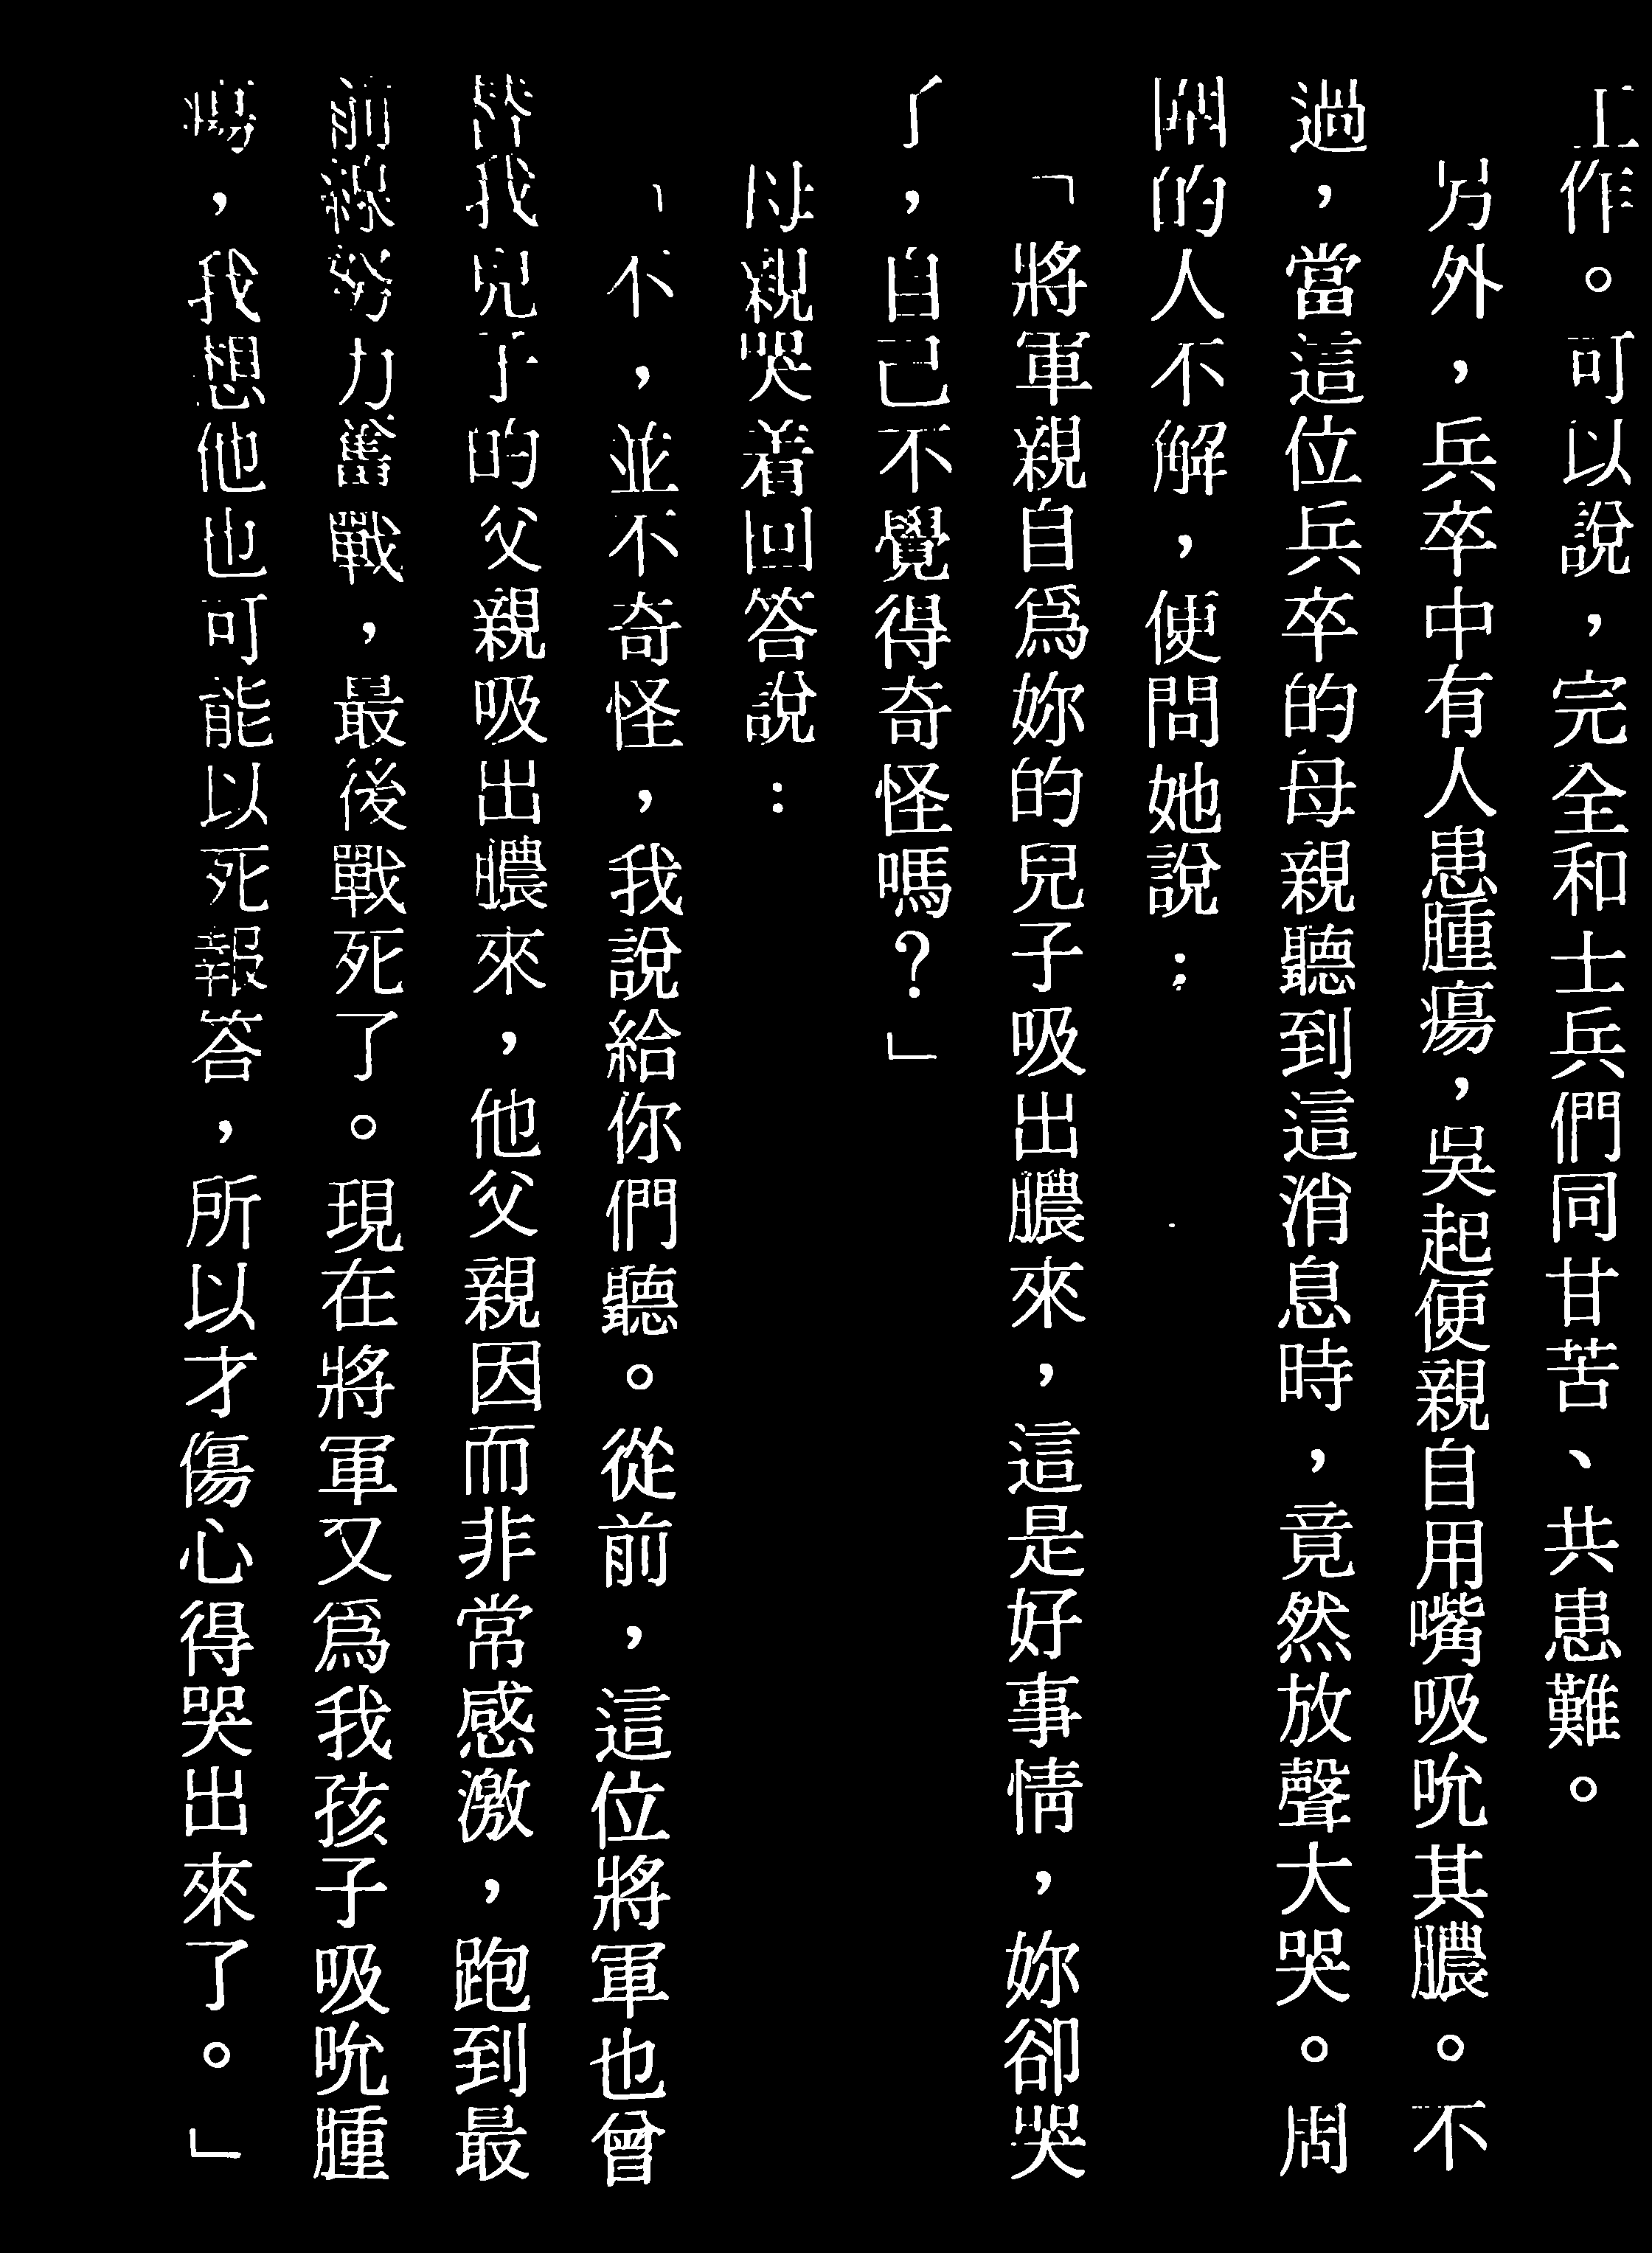 工作。可以說，完全和士兵們同甘苦、共患難。
另外，兵卒中有人患腫瘍，吳起便親自用嘴吸吮其膿。不
過，當這位兵卒的母親聽到這消息時，竟然放聲大哭。周
圍的人不解，便問她說：
「將軍親自爲妳的兒子吸出膿來，這是好事情，妳卻哭
了，自己不覺得奇怪嗎？」
母親哭着回答說：
「不，並不奇怪，我說給你們聽。從前，這位將軍也曾
替我兒子的父親吸出膿來，他父親因而非常感激，跑到最
前線努力奮戰，最後戰死了。現在將軍又爲我孩子吸吮腫
瘍，我想他也可能以死報答，所以才傷心得哭出來了。」